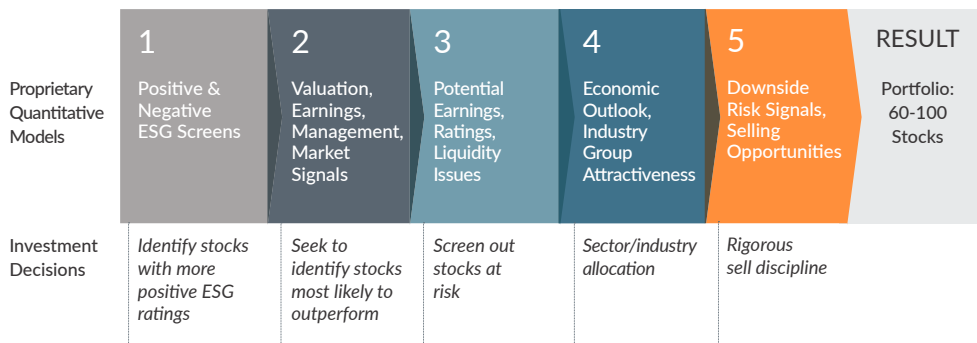 1
2
3
4
5
RESULT
Proprietary
Quantitative
Models
Positive &
Negative
ESG Screens
Valuation,
Earnings,
Management,
Market
Signals
Potential
Earnings,
Ratings,
Liquidity
Issues
Economic
Outlook,
Industry
Group
Attractiveness
Downside
Risk Signals,
Selling
Opportunities
Portfolio:
60-100
Stocks
Investment
Decisions
Identify stocks
with more
positive ESG
ratings
Seek to
identify stocks
most likely to
outperform
Screen out
stocks at
risk
Sector/industry
allocation
Rigorous
sell discipline